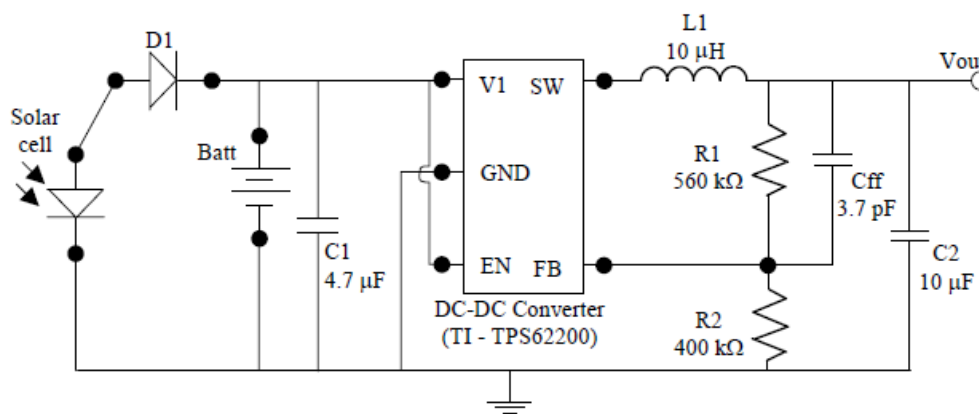 D1
Solar
cell
Batt
C1
4.7 µF
V1
SW
GND
EN
FB
DC-DC Converter
(TI - TPS62200)
L1
10 µH
R1
560 kΩ
Cff
3.7 pF
R2
400 kΩ
C2
10 µF
Vou